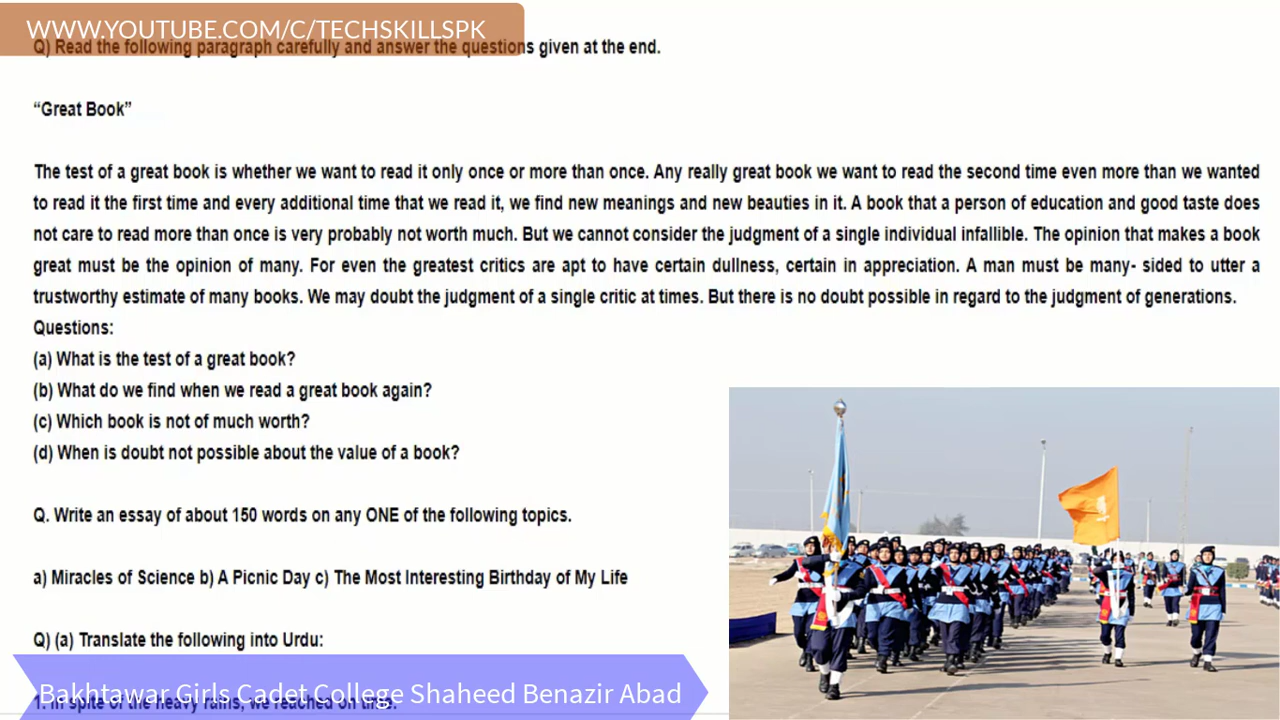 WWW.YOUTUBE.COM/C/TECHSKILLSPK
Q) Read the following paragraph carefully and answer the questions given at the end.
“Great Book”
The test of a great book is whether we want to read it only once or more than once. Any really great book we want to read the second time even more than we wanted
to read it the first time and every additional time that we read it, we find new meanings and new beauties in it. A book that a person of education and good taste does
not care to read more than once is very probably not worth much. But we cannot consider the judgment of a single individual infallible. The opinion that makes a book
great must be the opinion of many. For even the greatest critics are apt to have certain dullness, certain in appreciation. A man must be many- sided to utter a
trustworthy estimate of many books. We may doubt the judgment of a single critic at times. But there is no doubt possible in regard to the judgment of generations.
Questions:
(a) What is the test of a great book?
(b) What do we find when we read a great book again?
(c) Which book is not of much worth?
(d) When is doubt not possible about the value of a book?
Q. Write an essay of about 150 words on any ONE of the following topics.
a) Miracles of Science b) A Picnic Day c) The Most Interesting Birthday of My Life
Q) (a) Translate the following into Urdu:
Bakhtawar Girls Cadet College Shaheed Benazir Abad
1. In spite of the heavy rains, we reached on time.